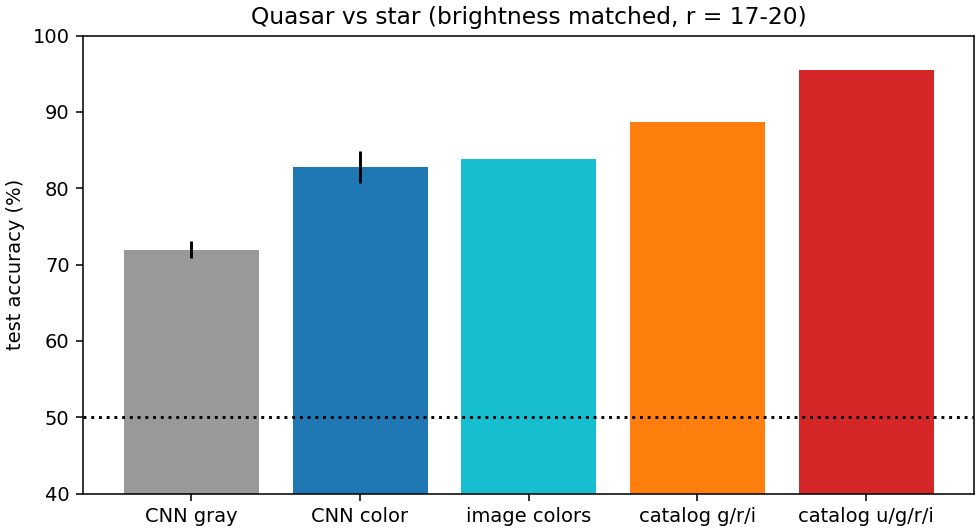 Quasar vs star (brightness matched, r = 17-20)
test accuracy (%)
100
90
80
70
60
50
40
CNN gray
CNN color
image colors
catalog g/r/i
catalog u/g/r/i